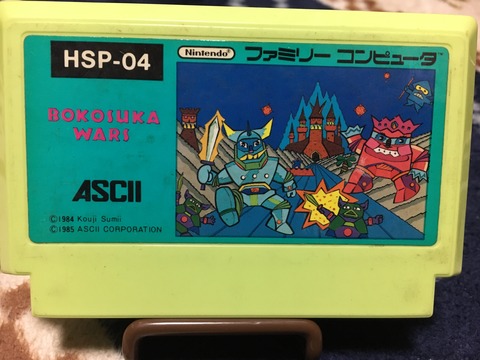 HSP-04
Nintendo®
ファミリー コンピュータ
BOKOSUKA
WARS
ASCII
©1984 Kouji Sumii
©1985 ASCII CORPORATION